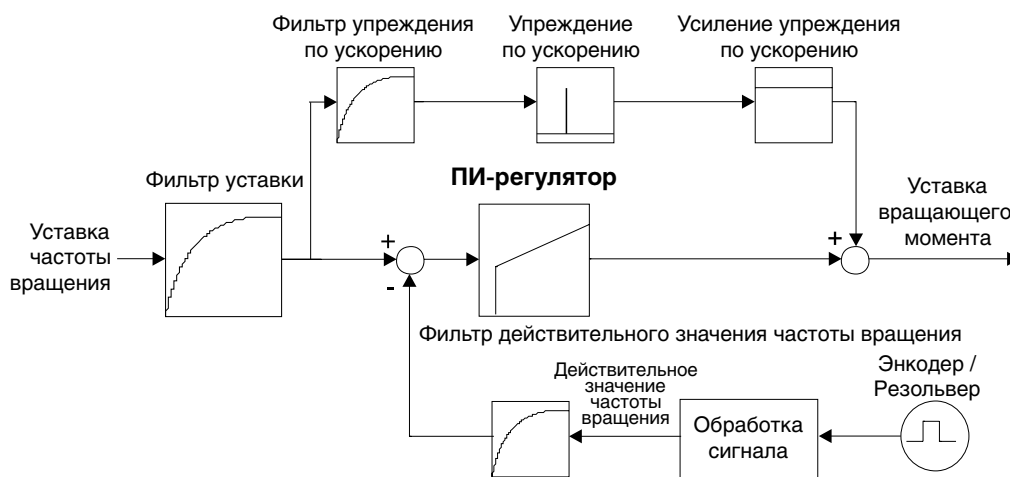 Фильтр упреждения
по ускорению
Упреждение
по ускорению
Усиление упреждения
по ускорению
Фильтр уставки
ПИ-регулятор
Уставка
вращающего
момента
Уставка
частоты
вращения
+
-
+
Фильтр действительного значения частоты вращения
Действительное
значение
частоты
вращения
Обработка
сигнала
Энкодер /
Резольвер